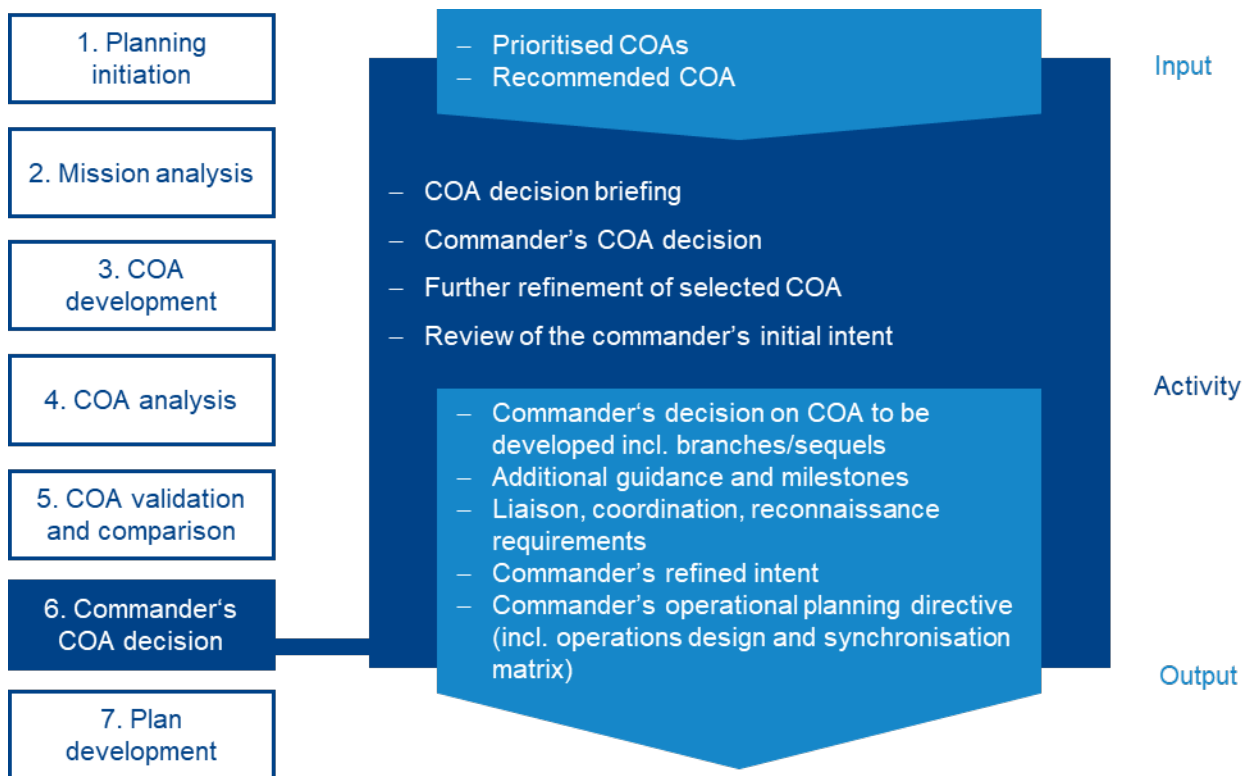 1. Planning
initiation
2. Mission analysis
3. COA
development
4. COA analysis
5. COA validation
and comparison
6. Commander‘s
COA decision
7. Plan
development
– Prioritised COAs
– Recommended COA
– COA decision briefing
– Commander’s COA decision
– Further refinement of selected COA
– Review of the commander’s initial intent
– Commander‘s decision on COA to be
developed incl. branches/sequels
– Additional guidance and milestones
– Liaison, coordination, reconnaissance
requirements
– Commander’s refined intent
– Commander’s operational planning directive
(incl. operations design and synchronisation
matrix)
Input
Activity
Output